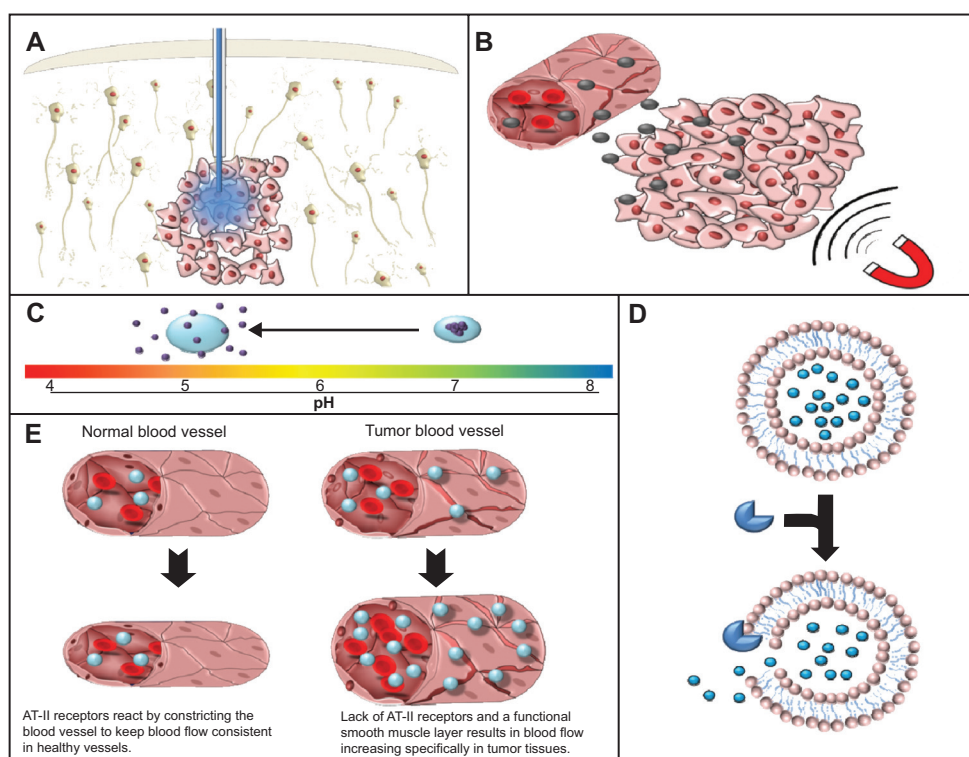 A
B
C
4 5 6 7 8
pH
D
E
Normal blood vessel
Tumor blood vessel
AT-II receptors react by constricting the
blood vessel to keep blood flow consistent
in healthy vessels.
Lack of AT-II receptors and a functional
smooth muscle layer results in blood flow
increasing specifically in tumor tissues.